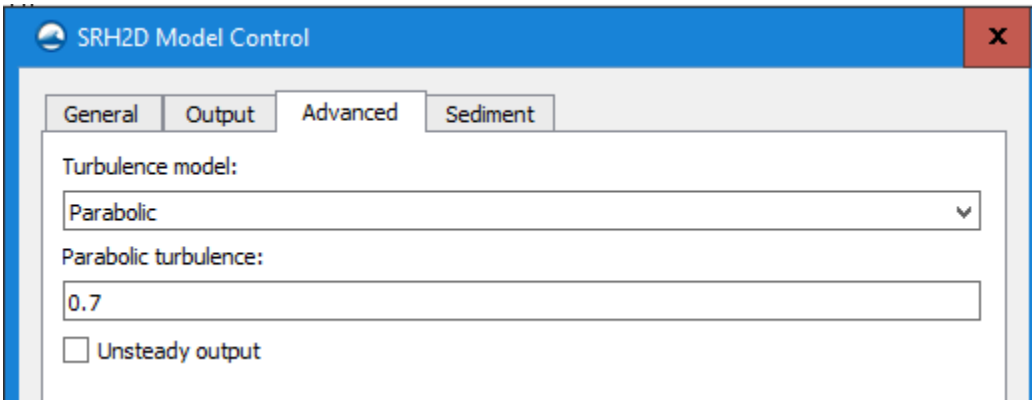 SRH2D Model Control
x
General Output Advanced Sediment
Turbulence model:
Parabolic
Parabolic turbulence:
0.7
Unsteady output